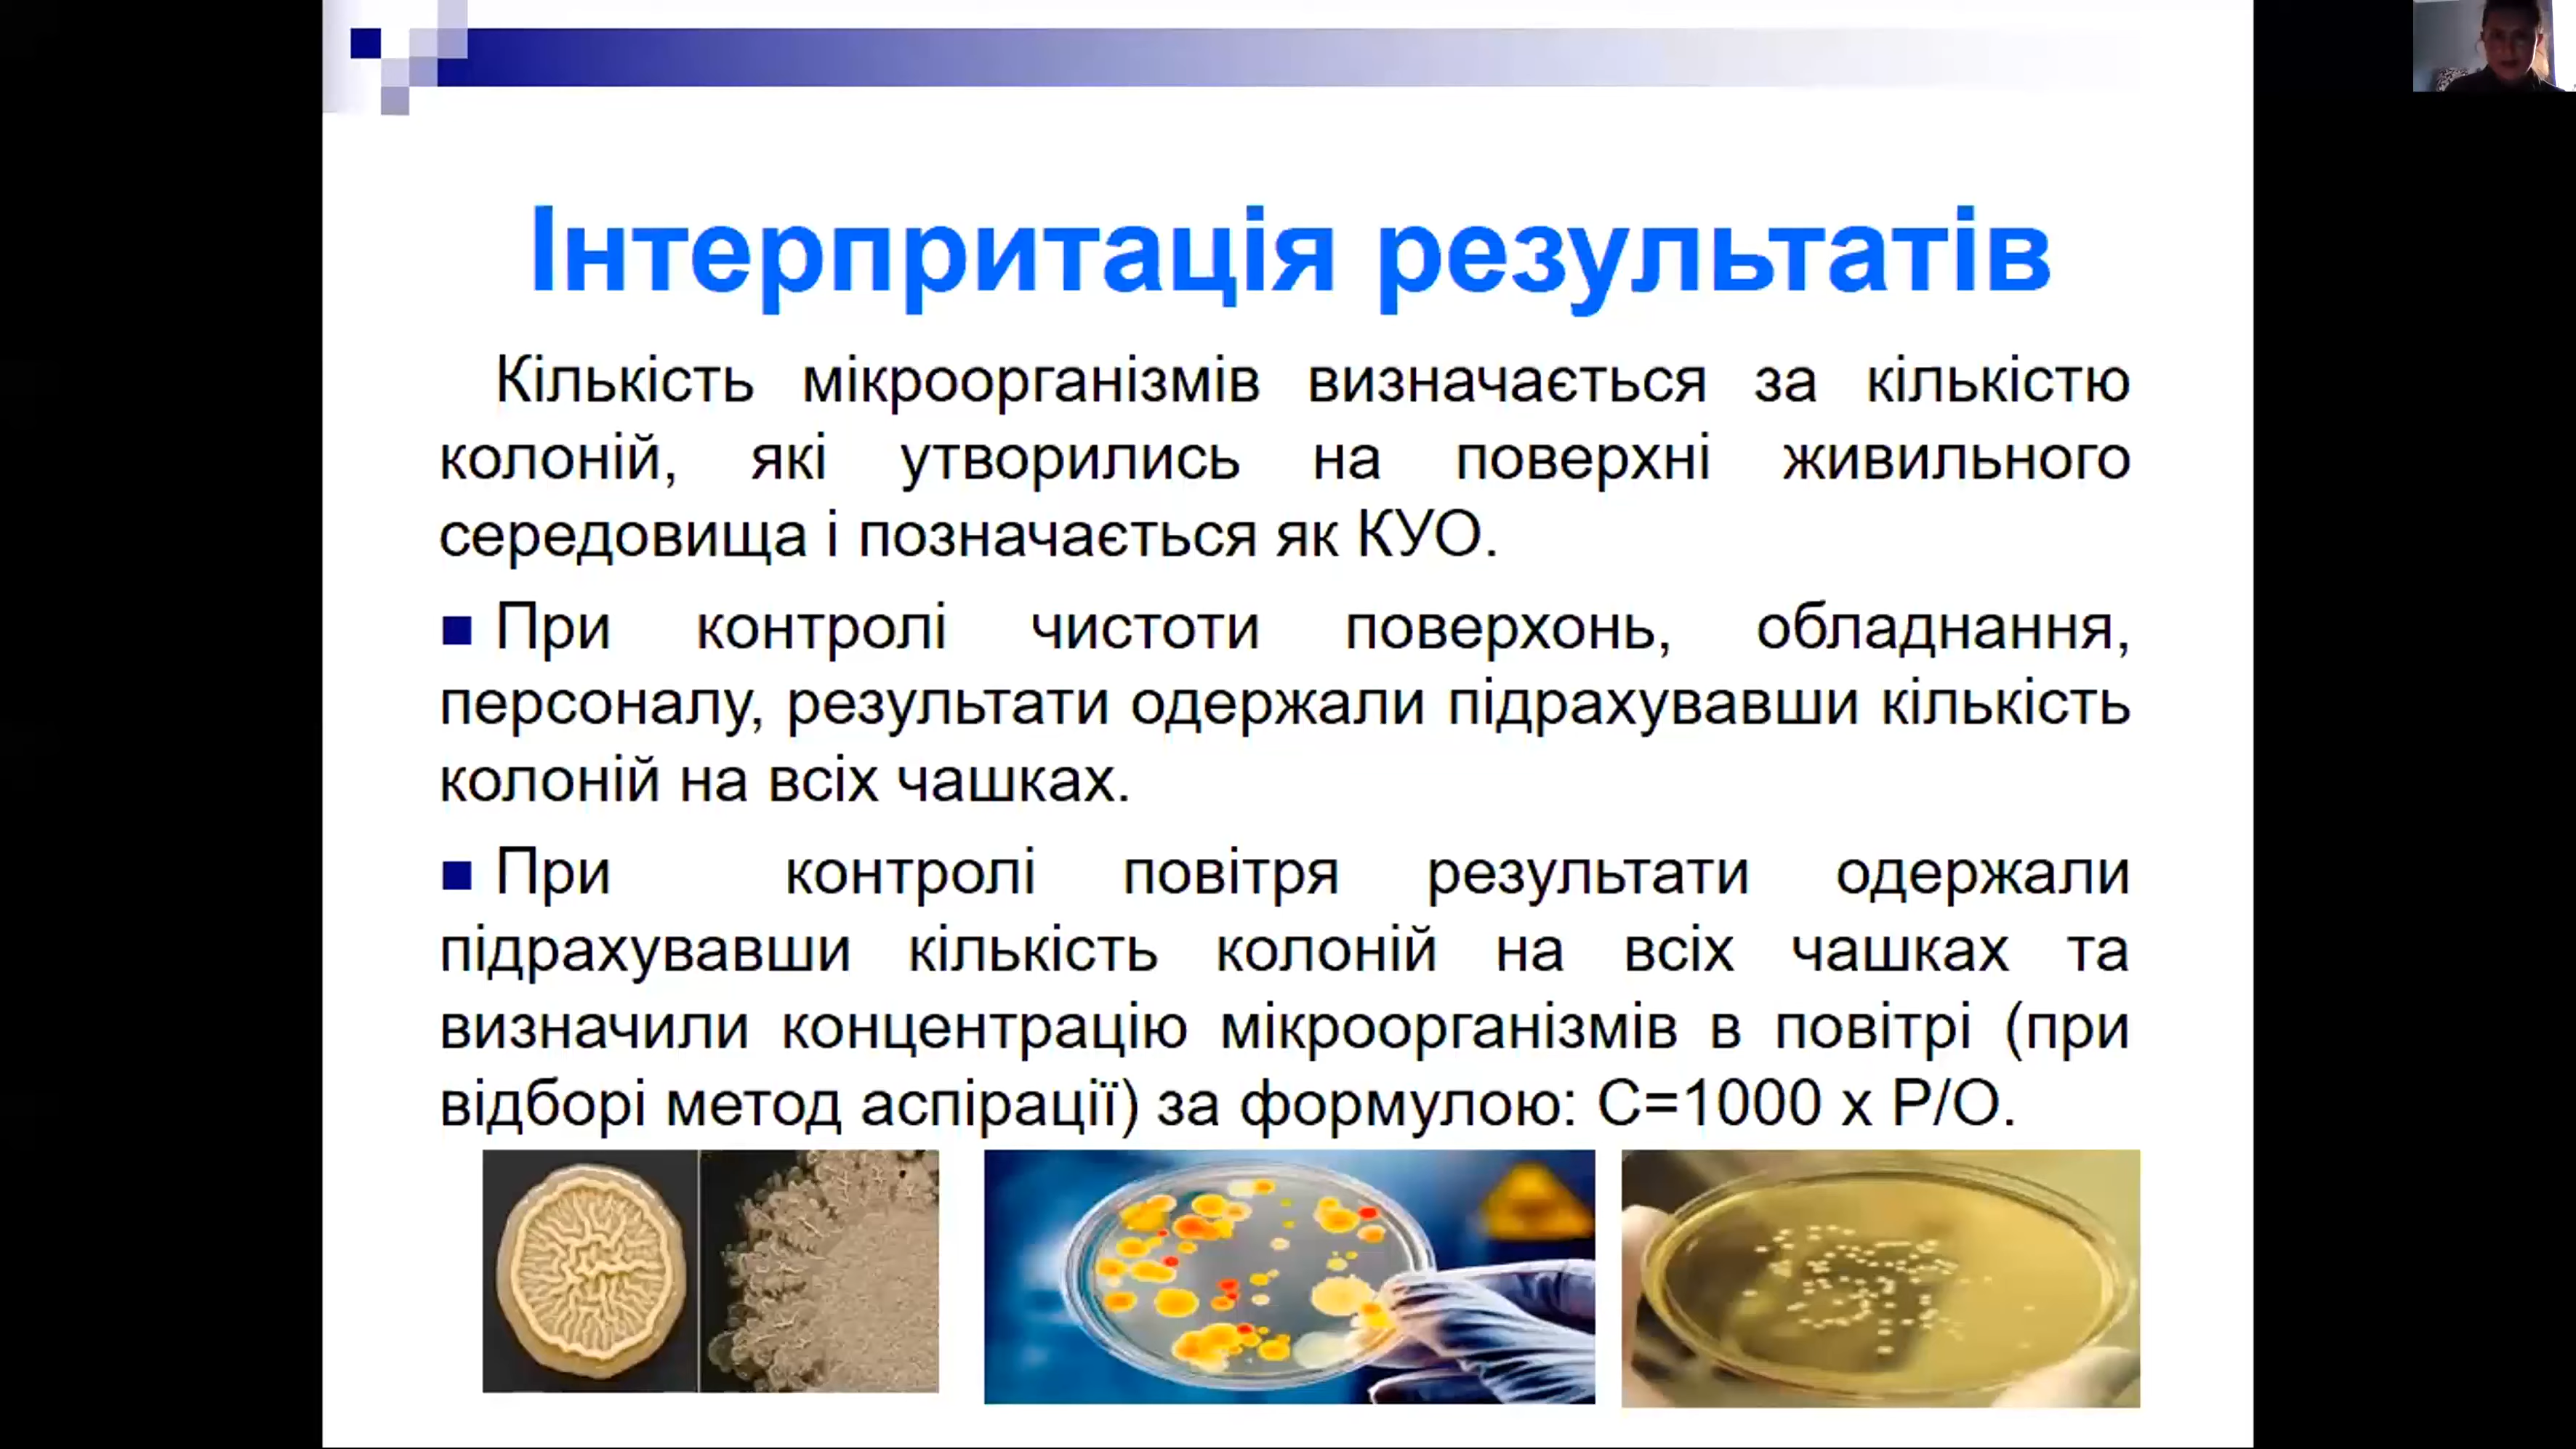 Інтерпритація результатів
Кількість мікроорганізмів визначається за кількістю
колоній, які утворились на поверхні живильного
середовища і позначається як КУО.
При контролі чистоти поверхонь, обладнання,
персоналу, результати одержали підрахувавши кількість
колоній на всіх чашках.
При контролі повітря результати одержали
підрахувавши кількість колоній на всіх чашках та
визначили концентрацію мікроорганізмів в повітрі (при
відборі метод аспірації) за формулою: С=1000 х Р/О.